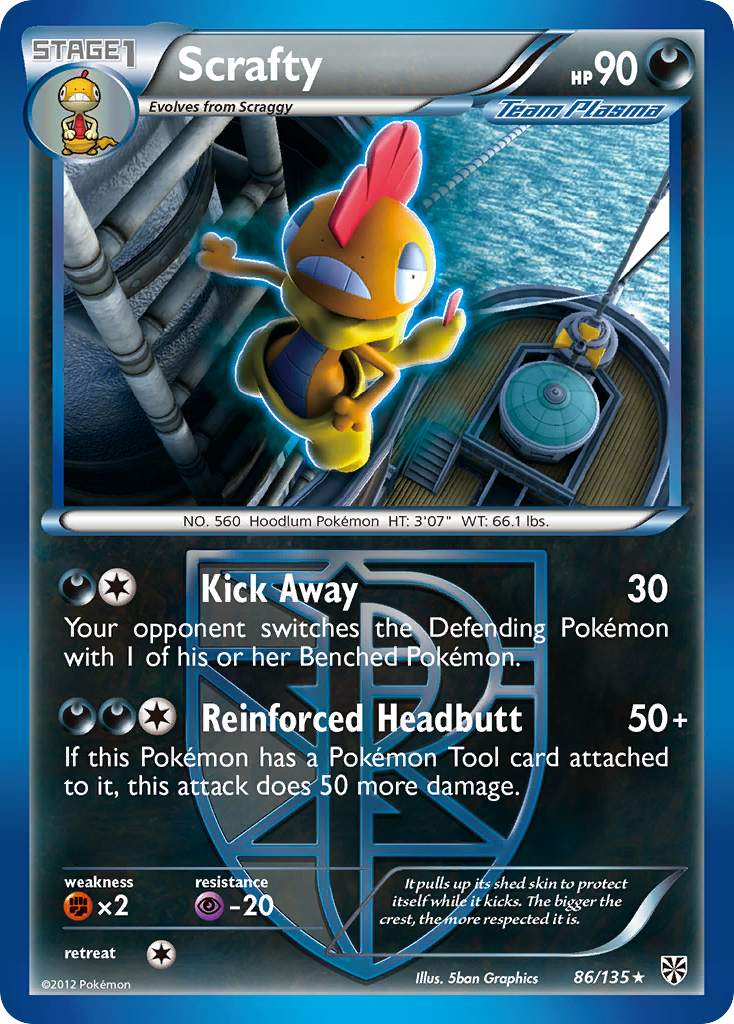 STAGE1
Scrafty
HP 90
Evolves from Scraggy
Team Plasma
NO. 560 Hoodlum Pokémon HT: 3'07" WT: 66.1 lbs.
Kick Away 30
Your opponent switches the Defending Pokémon
with 1 of his or her Benched Pokémon.
Reinforced Headbutt 50+
If this Pokémon has a Pokémon Tool card attached
to it, this attack does 50 more damage.
weakness resistance
×2 -20
It pulls up its shed skin to protect
itself while it kicks. The bigger the
crest, the more respected it is.
retreat
©2012 Pokémon
Illus. 5ban Graphics 86/135★